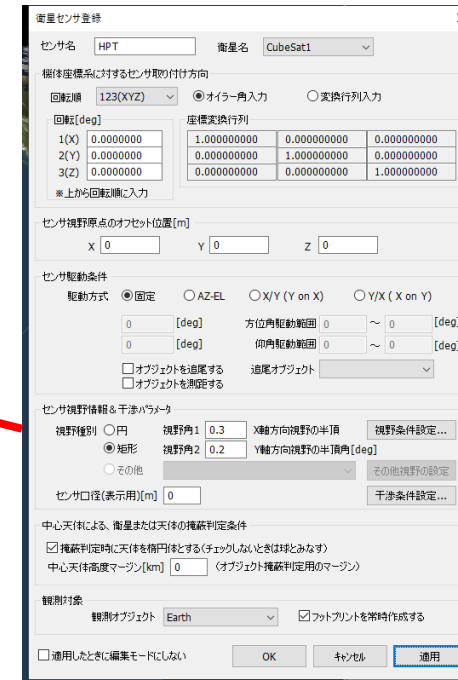 衛星センサ登録
センサ名 HPT 衛星名 CubeSat1
機体座標系に対するセンサ取り付け方向
回転順 123(XYZ) オイラー角入力 変換行列入力
回転[deg] 座標変換行列
1(X) 0.0000000 1.000000000 0.000000000 0.000000000
2(Y) 0.0000000 0.000000000 1.000000000 0.000000000
3(Z) 0.0000000 0.000000000 0.000000000 1.000000000
※上から回転順に入力
センサ視野原点のオフセット位置[m]
X 0 Y 0 Z 0
センサ駆動条件
駆動方式 固定 AZ-EL X/Y (Y on X) Y/X ( X on Y)
0 [deg] 方位角駆動範囲 0 ～ 0 [deg]
0 [deg] 仰角駆動範囲 0 ～ 0 [deg]
オブジェクトを追尾する 追尾オブジェクト
オブジェクトを測距する
センサ視野情報＆干渉パラメータ
視野種別 円 視野角1 0.3 X軸方向視野の半頂 視野条件設定...
矩形 視野角2 0.2 Y軸方向視野の半頂角[deg]
その他 その他視野の設定
センサ口径(表示用)[m] 0 干渉条件設定...
中心天体による、衛星または天体の掩蔽判定条件
掩蔽判定時に天体を楕円体とする(チェックしないときは球とみなす)
中心天体高度マージン[km] 0 (オブジェクト掩蔽判定用のマージン)
観測対象
観測オブジェクト Earth フットプリントを常時作成する
適用したときに編集モードにしない OK キャンセル 適用